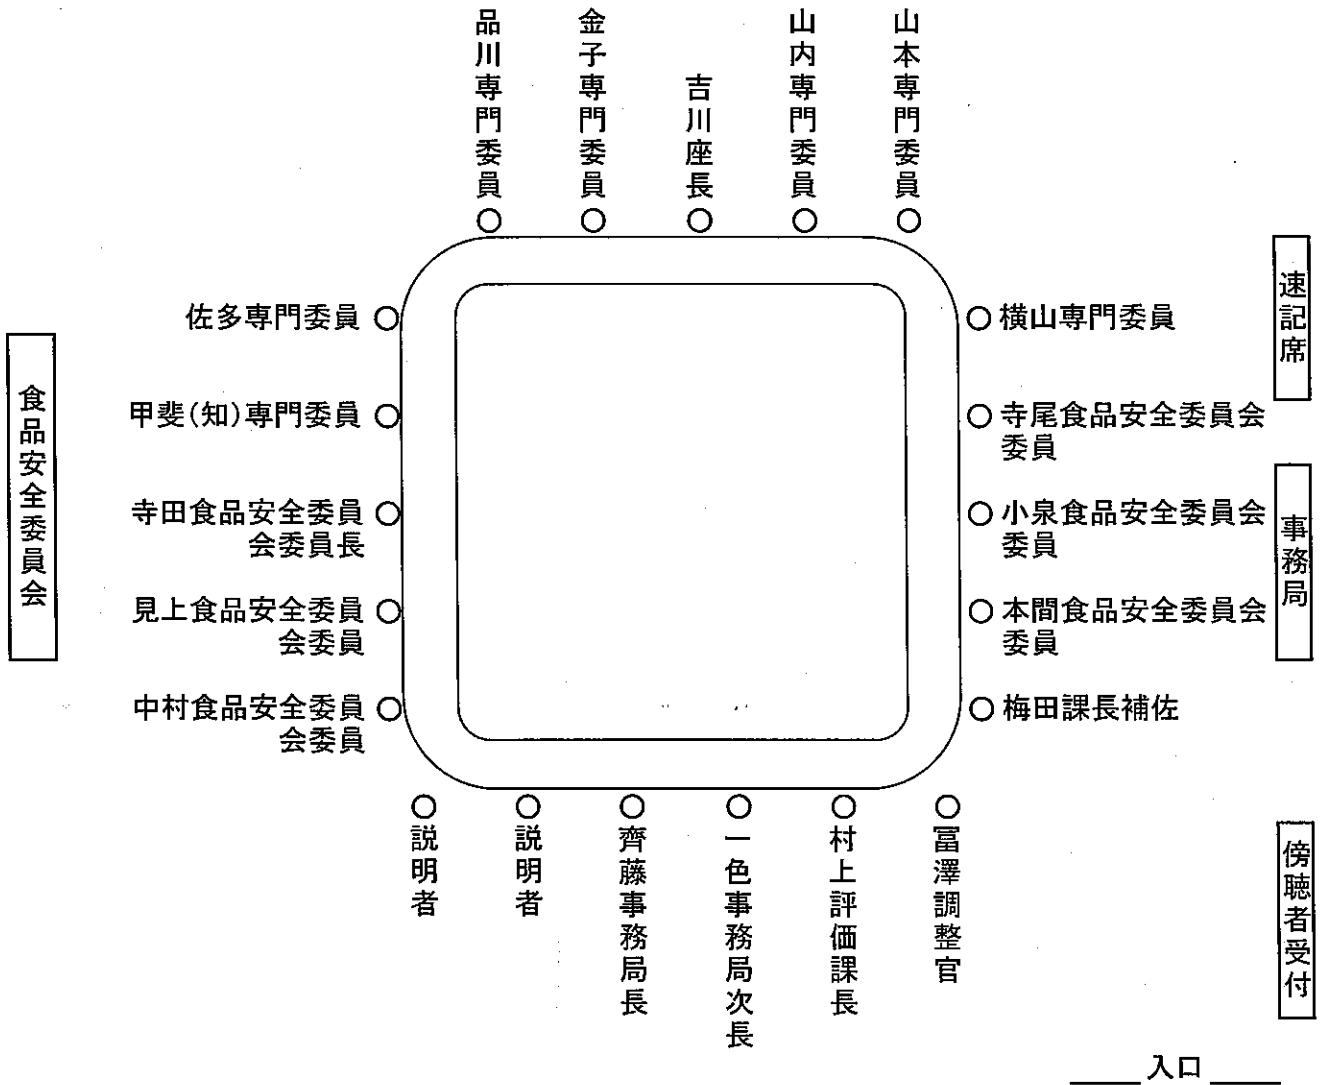 品川専門委員
金子専門委員
吉川座長
山内専門委員
山本専門委員
佐多専門委員
甲斐(知)専門委員
寺田食品安全委員
会委員長
見上食品安全委員
会委員
中村食品安全委員
会委員
横山専門委員
寺尾食品安全委員会
委員
小泉食品安全委員会
委員
本間食品安全委員会
委員
梅田課長補佐
説明者
説明者
齊藤事務局長
一色事務局次長
村上評価課長
冨澤調整官
食品安全委員会
速記席
事務局
傍聴者受付
入口